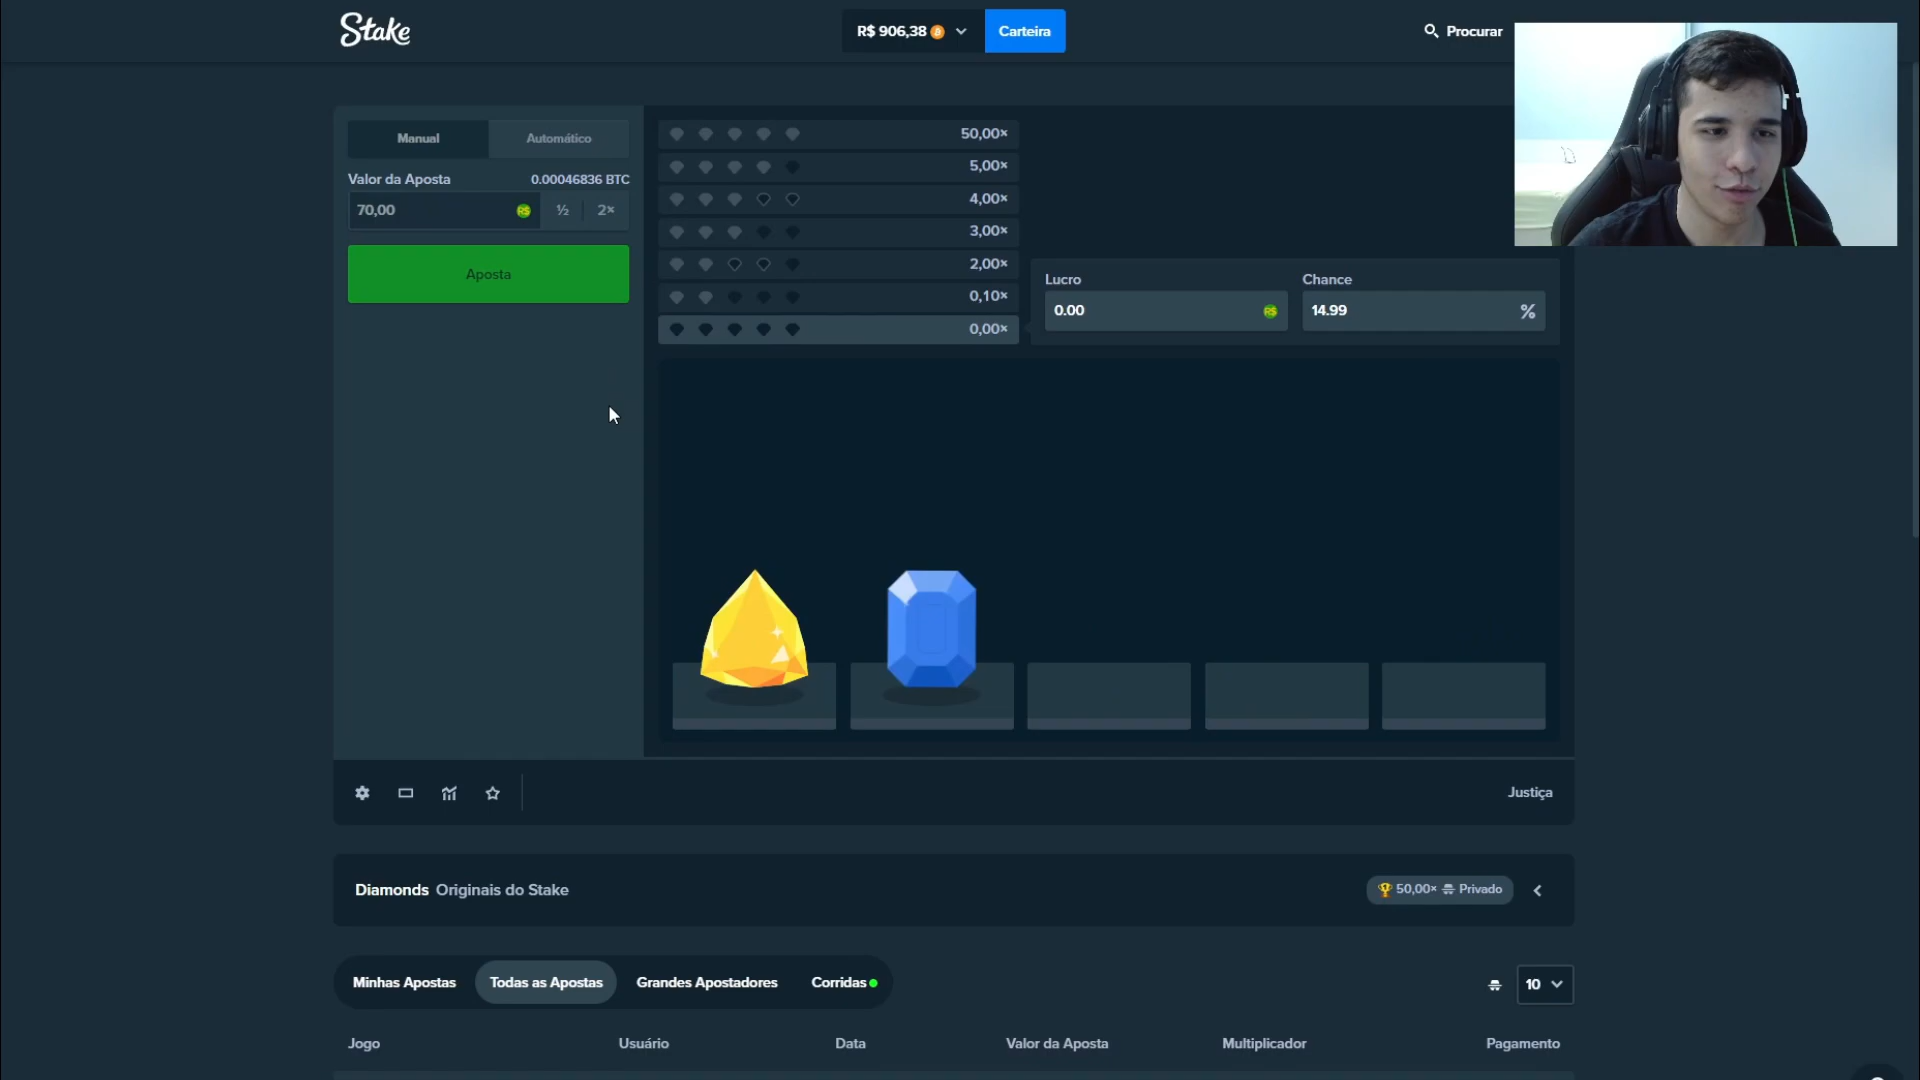 Stake
R$ 906,38
Carteira
Procurar
Manual
Automático
Valor da Aposta
0.00046836 BTC
70,00
R$
½
2×
Aposta
50,00×
5,00×
4,00×
3,00×
2,00×
0,10×
0,00×
Lucro
Chance
0.00
R$
14.99
%
Justiça
Diamonds Originais do Stake
50,00× Privado
Minhas Apostas
Todas as Apostas
Grandes Apostadores
Corridas
10
Jogo
Usuário
Data
Valor da Aposta
Multiplicador
Pagamento